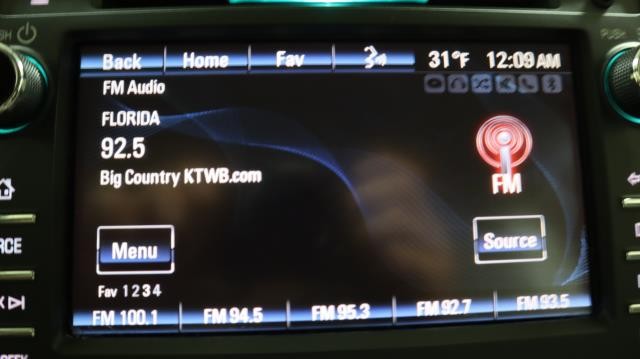 Back Home Fav 31°F 12:09 AM
FM Audio
FLORIDA
92.5
Big Country KTWB.com
FM
Menu
Source
Fav 1 2 3 4
FM 100.1 FM 94.5 FM 95.3 FM 92.7 FM 93.5